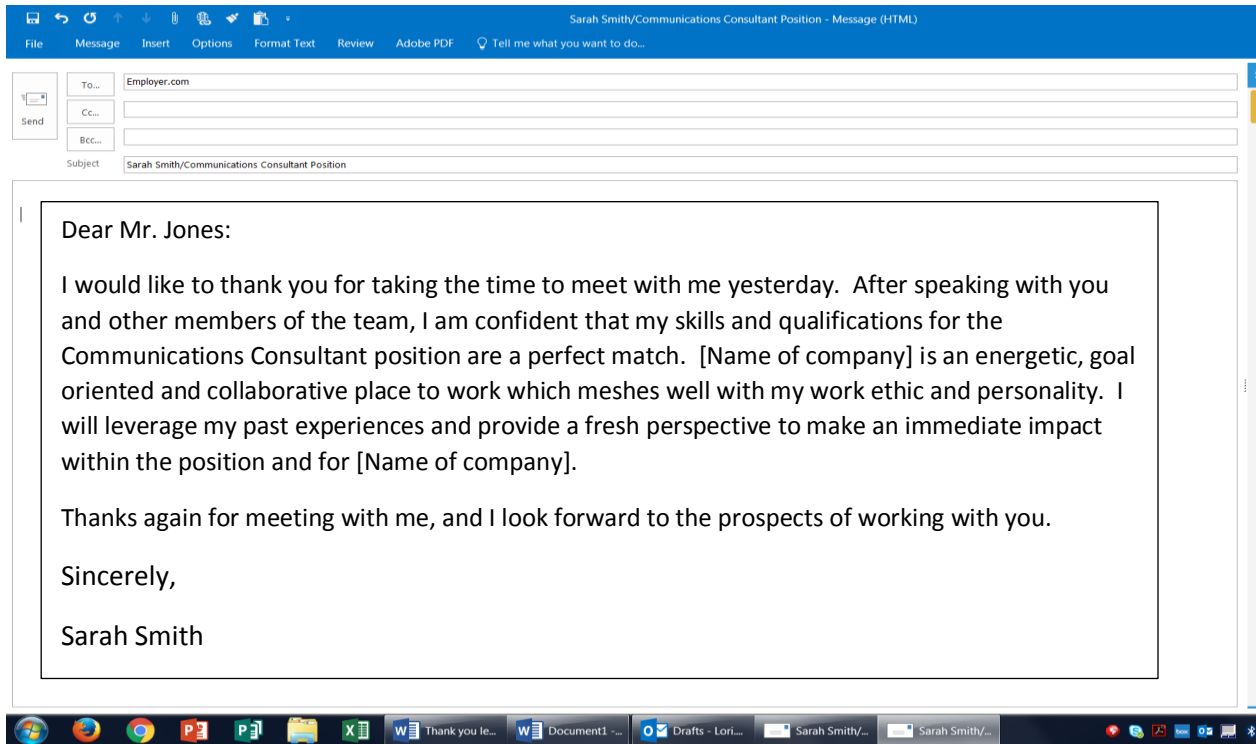 Sarah Smith/Communications Consultant Position - Message (HTML)
File Message Insert Options Format Text Review Adobe PDF Tell me what you want to do...
To... Employer.com
Cc...
Send
Bcc...
Subject Sarah Smith/Communications Consultant Position
Dear Mr. Jones:
I would like to thank you for taking the time to meet with me yesterday. After speaking with you
and other members of the team, I am confident that my skills and qualifications for the
Communications Consultant position are a perfect match. [Name of company] is an energetic, goal
oriented and collaborative place to work which meshes well with my work ethic and personality. I
will leverage my past experiences and provide a fresh perspective to make an immediate impact
within the position and for [Name of company].
Thanks again for meeting with me, and I look forward to the prospects of working with you.
Sincerely,
Sarah Smith
Thank you le... Document1 -... Drafts - Lori.... Sarah Smith/... Sarah Smith/...